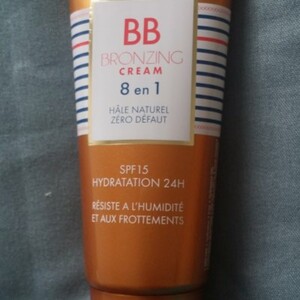 BB
BRONZING
CREAM
8 en 1
HÂLE NATUREL
ZÉRO DÉFAUT
SPF15
HYDRATATION 24H
RÉSISTE A L'HUMIDITÉ
ET AUX FROTTEMENTS